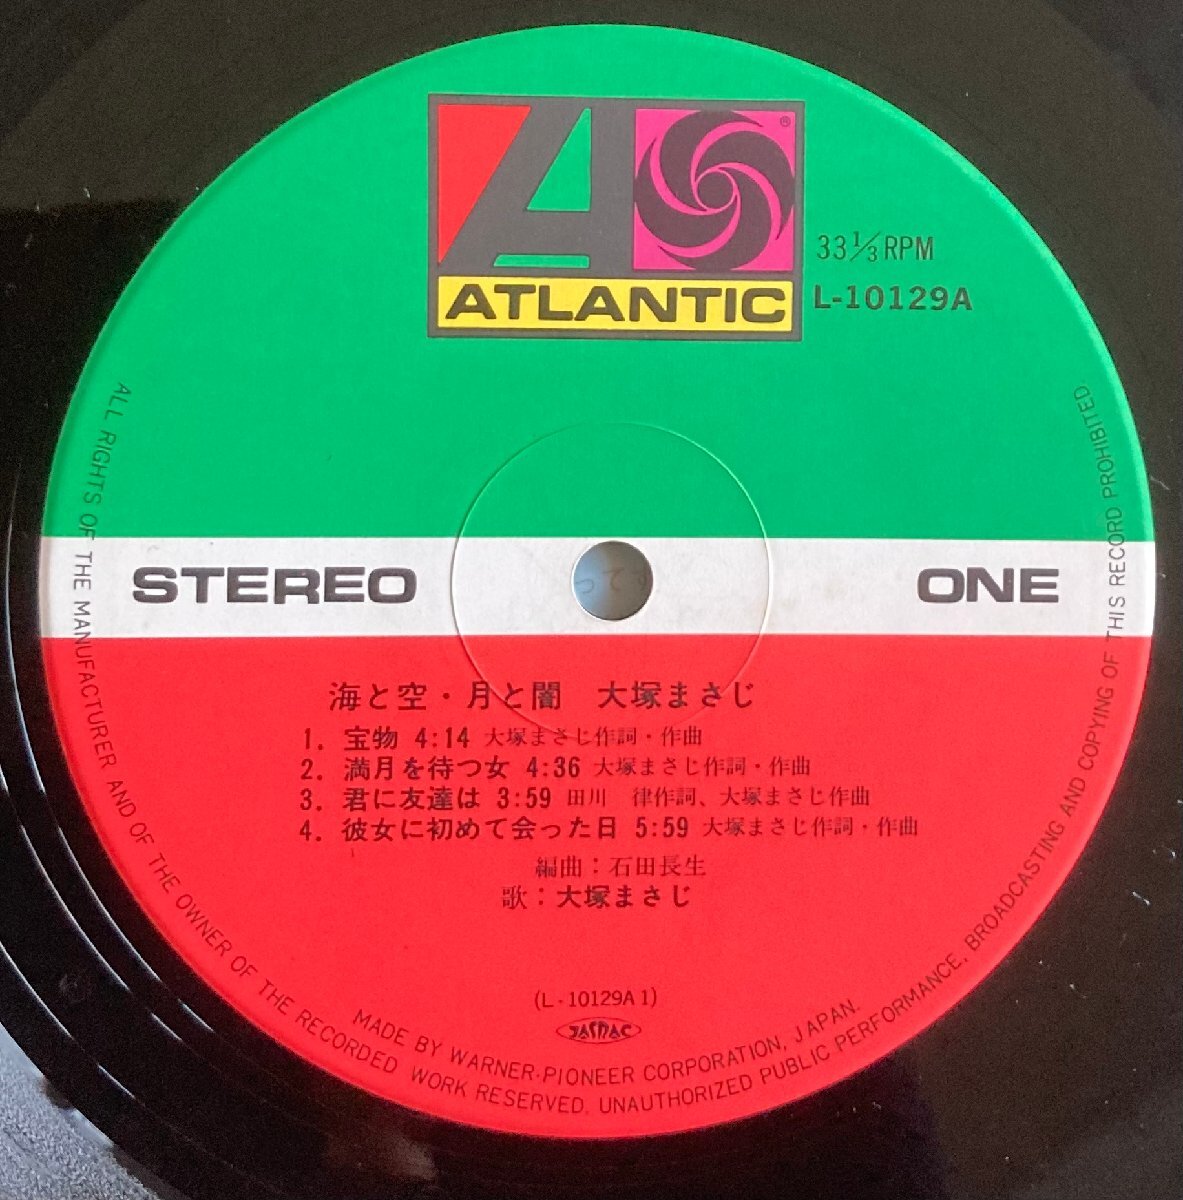 ATLANTIC
®
33⅓ RPM
L-10129A
STEREO
ONE
海と空・月と闇　大塚まさじ
1. 宝物 4:14 大塚まさじ作詞・作曲
2. 満月を待つ女 4:36 大塚まさじ作詞・作曲
3. 君に友達は 3:59 田川　律作詞、大塚まさじ作曲
4. 彼女に初めて会った日 5:59 大塚まさじ作詞・作曲
編曲：石田長生
歌：大塚まさじ
(L-10129A1)
JASRAC
MADE BY WARNER-PIONEER CORPORATION, JAPAN.
ALL RIGHTS OF THE MANUFACTURER AND OF THE OWNER OF THE RECORDED WORK RESERVED. UNAUTHORIZED PUBLIC PERFORMANCE, BROADCASTING AND COPYING OF THIS RECORD PROHIBITED.